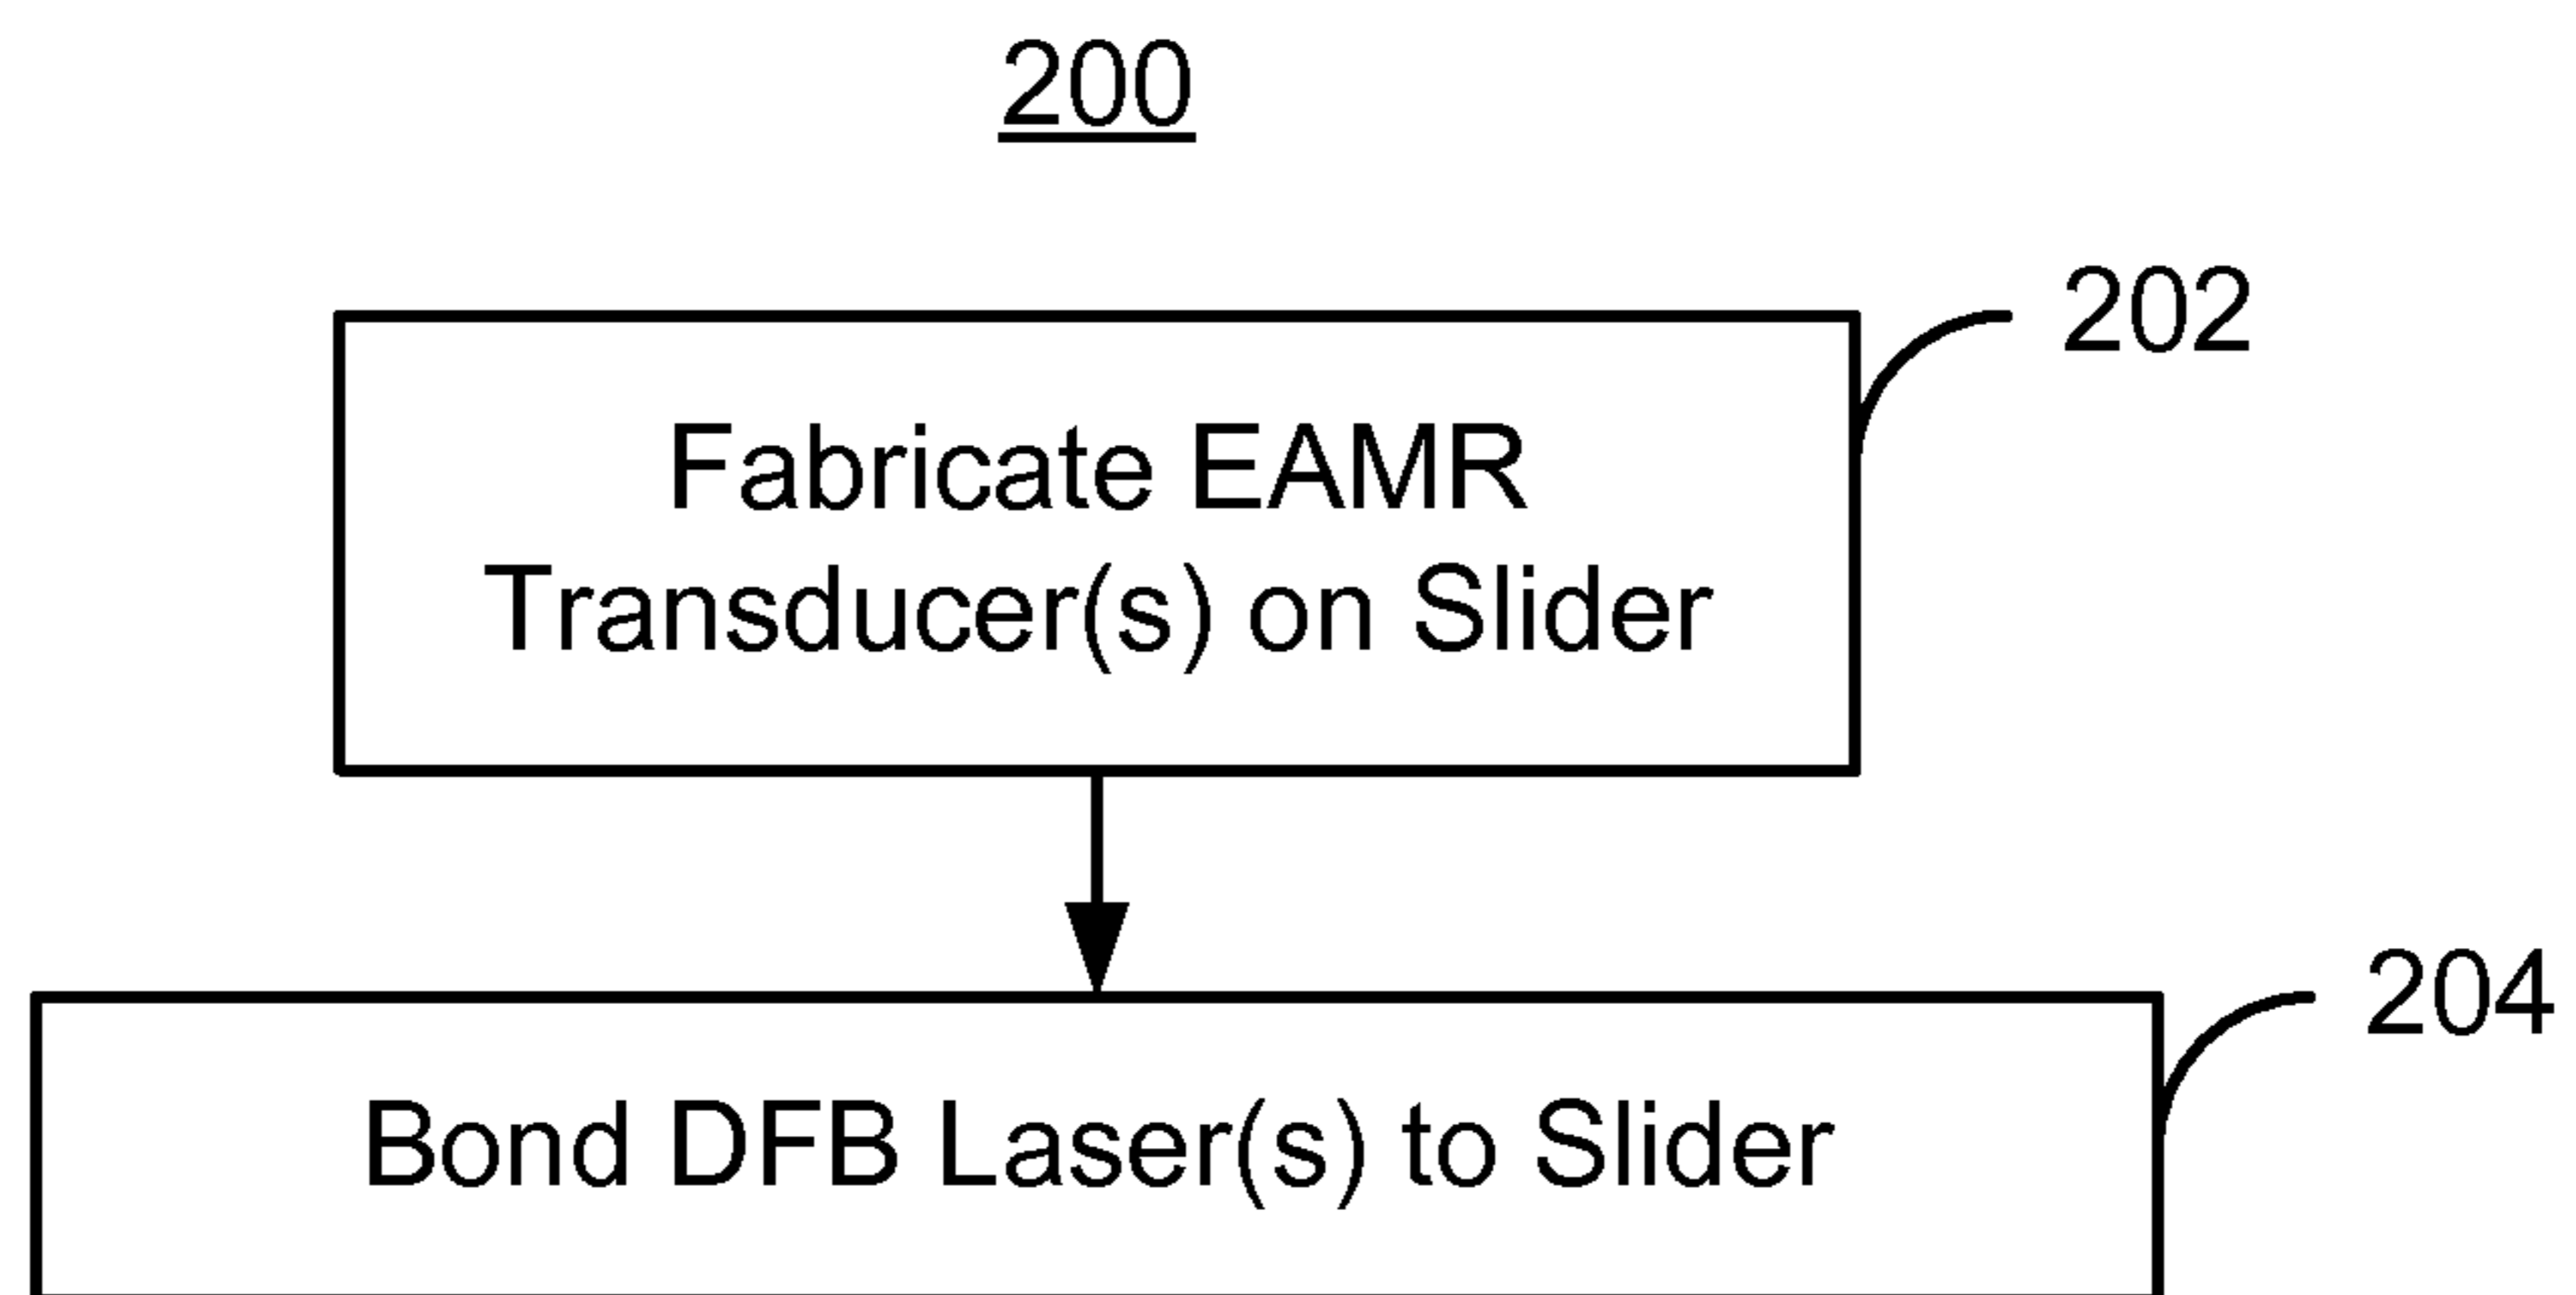 200
202
Fabricate EAMR
Transducer(s) on Slider
204
Bond DFB Laser(s) to Slider